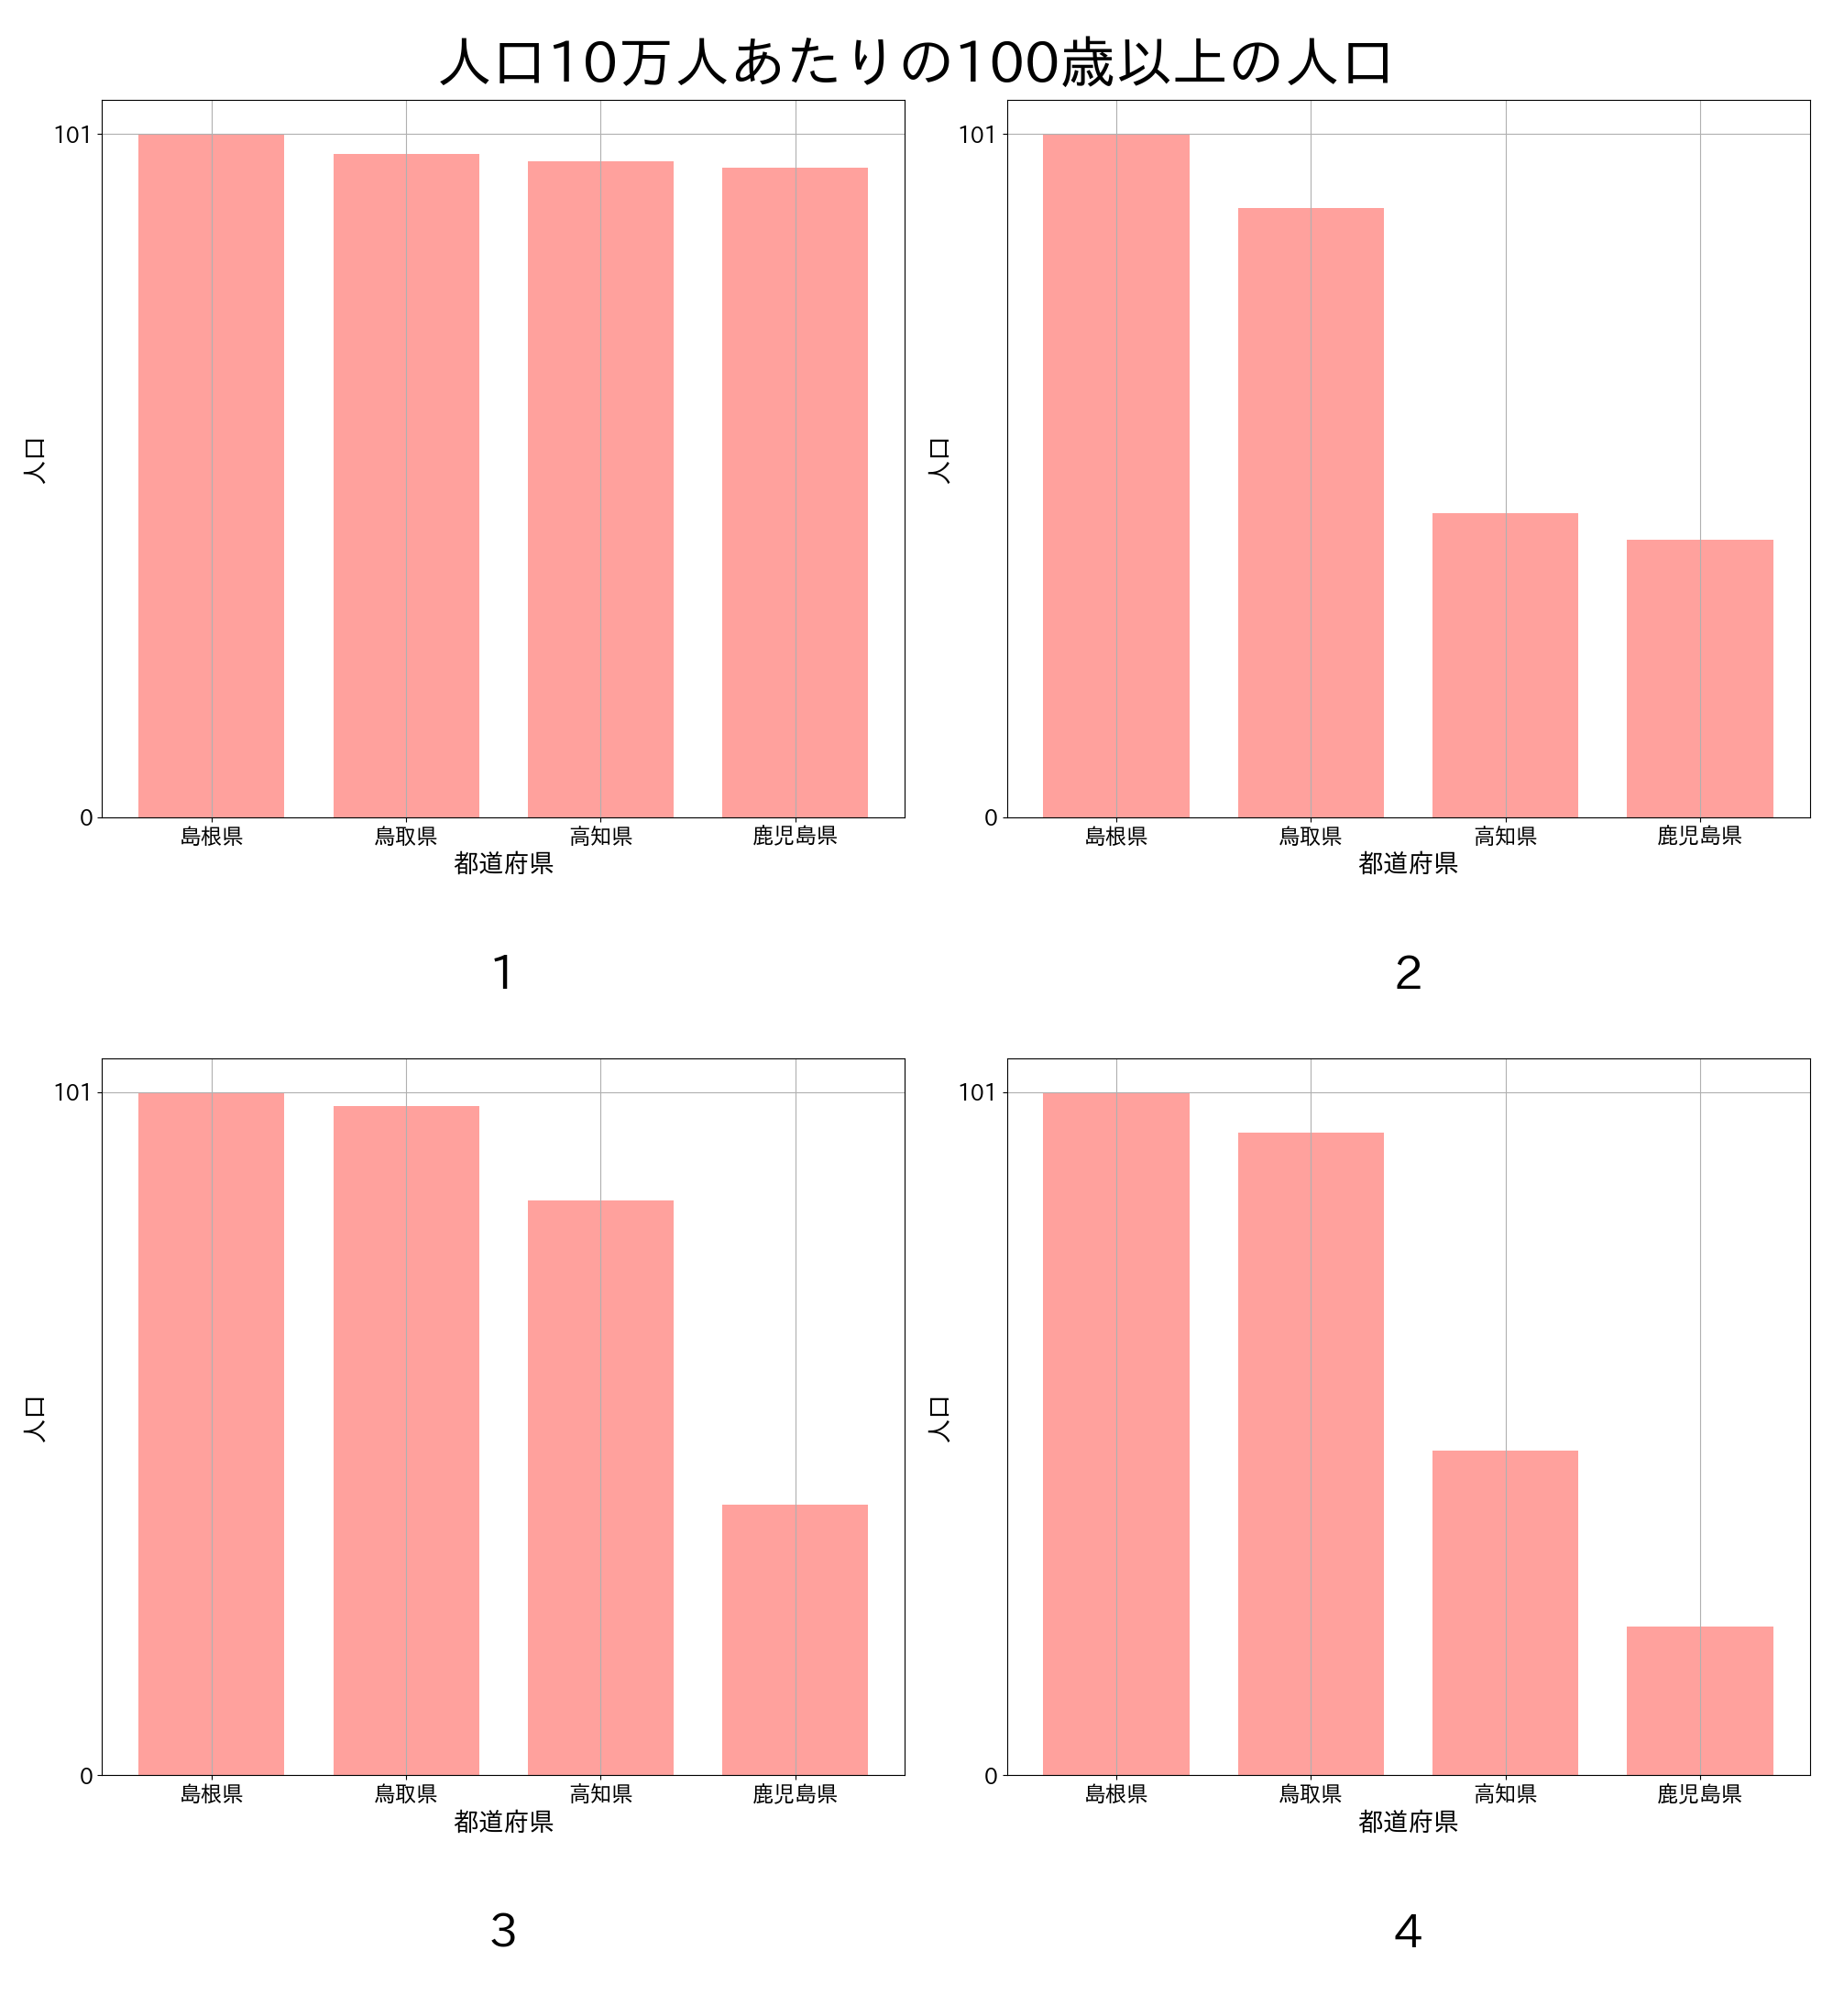 人口10万人あたりの100歳以上の人口
101
0
人口
島根県 鳥取県 高知県 鹿児島県
都道府県
1
101
0
人口
島根県 鳥取県 高知県 鹿児島県
都道府県
2
101
0
人口
島根県 鳥取県 高知県 鹿児島県
都道府県
3
101
0
人口
島根県 鳥取県 高知県 鹿児島県
都道府県
4